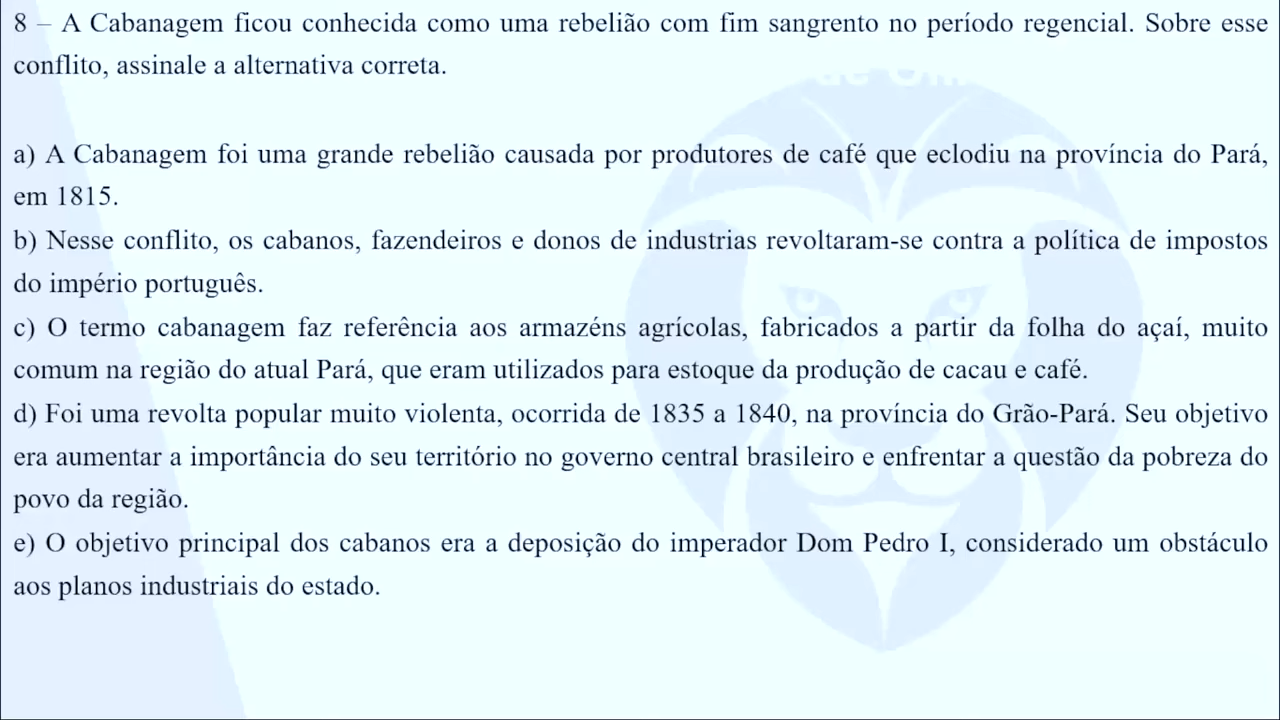 8 – A Cabanagem ficou conhecida como uma rebelião com fim sangrento no período regencial. Sobre esse
conflito, assinale a alternativa correta.
a) A Cabanagem foi uma grande rebelião causada por produtores de café que eclodiu na província do Pará,
em 1815.
b) Nesse conflito, os cabanos, fazendeiros e donos de industrias revoltaram-se contra a política de impostos
do império português.
c) O termo cabanagem faz referência aos armazéns agrícolas, fabricados a partir da folha do açaí, muito
comum na região do atual Pará, que eram utilizados para estoque da produção de cacau e café.
d) Foi uma revolta popular muito violenta, ocorrida de 1835 a 1840, na província do Grão-Pará. Seu objetivo
era aumentar a importância do seu território no governo central brasileiro e enfrentar a questão da pobreza do
povo da região.
e) O objetivo principal dos cabanos era a deposição do imperador Dom Pedro I, considerado um obstáculo
aos planos industriais do estado.